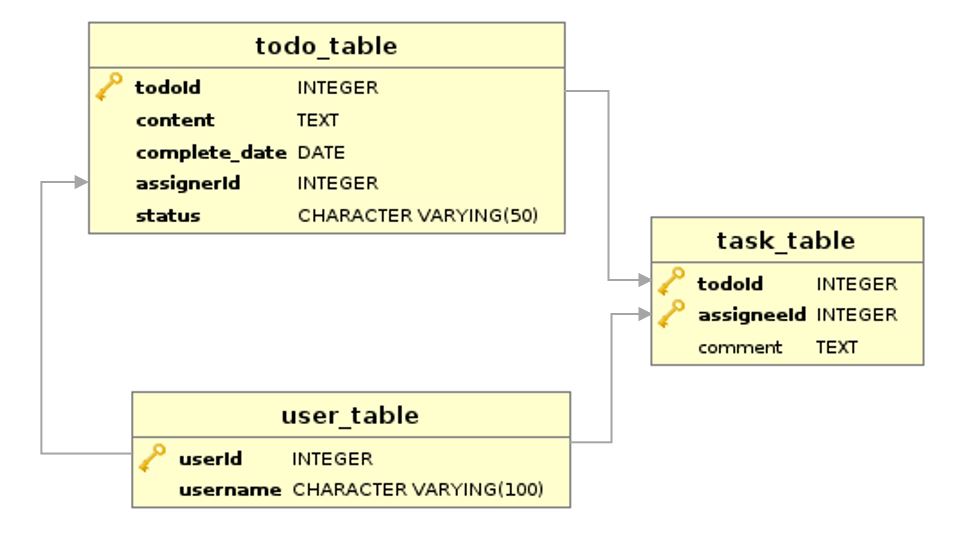 todo_table
todoId INTEGER
content TEXT
complete_date DATE
assignerId INTEGER
status CHARACTER VARYING(50)
task_table
todoId INTEGER
assigneeId INTEGER
comment TEXT
user_table
userId INTEGER
username CHARACTER VARYING(100)